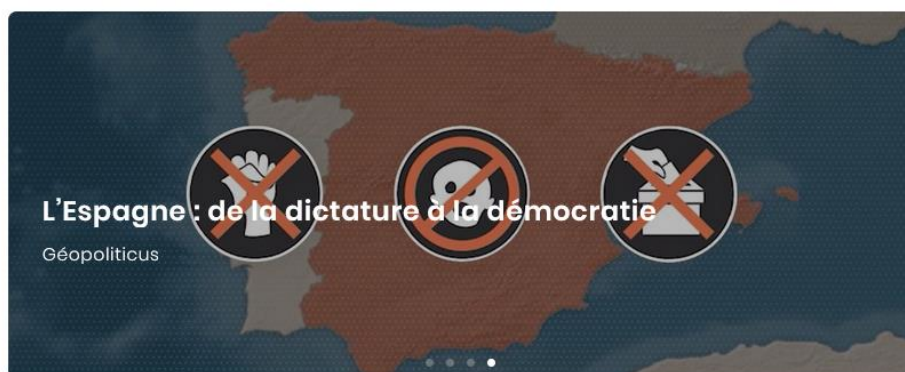 L’Espagne : de la dictature à la démocratie
Géopoliticus